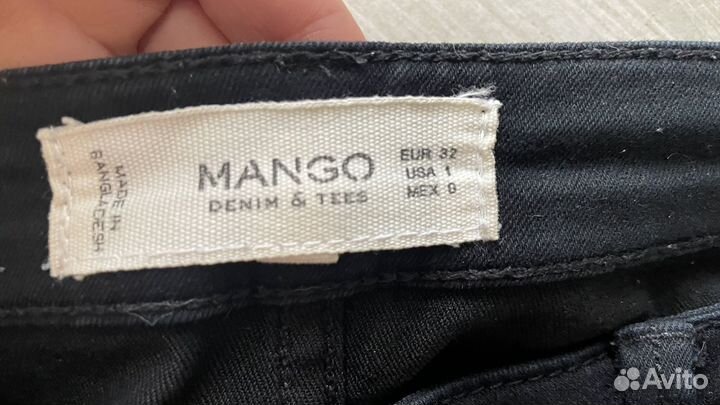 MADE IN
BANGLADESH
MANGO
DENIM & TEES
EUR 32
USA 1
MEX 0
Avito